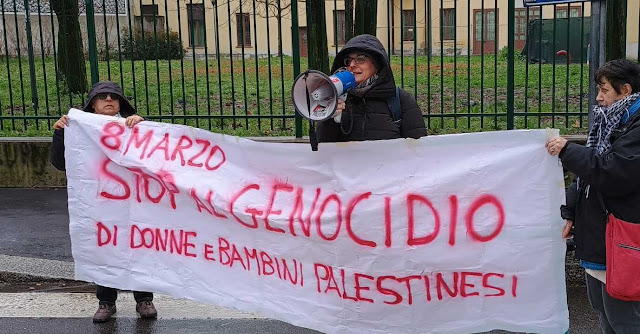 8 MARZO
STOP AL GENOCIDIO
DI DONNE E BAMBINI PALESTINESI